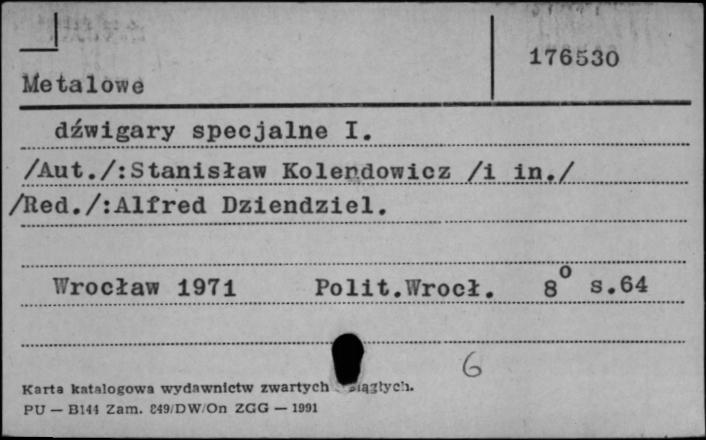 176530
Metalowe
dźwigary specjalne I.
/Aut./:Stanisław Kolendowicz /i in./
/Red./:Alfred Dziendziel.
Wrocław 1971 Polit.Wrocł. 8° s.64
6
Karta katalogowa wydawnictw zwartych
PU — B144 Zam. 849/DW/On ZGG — 1991